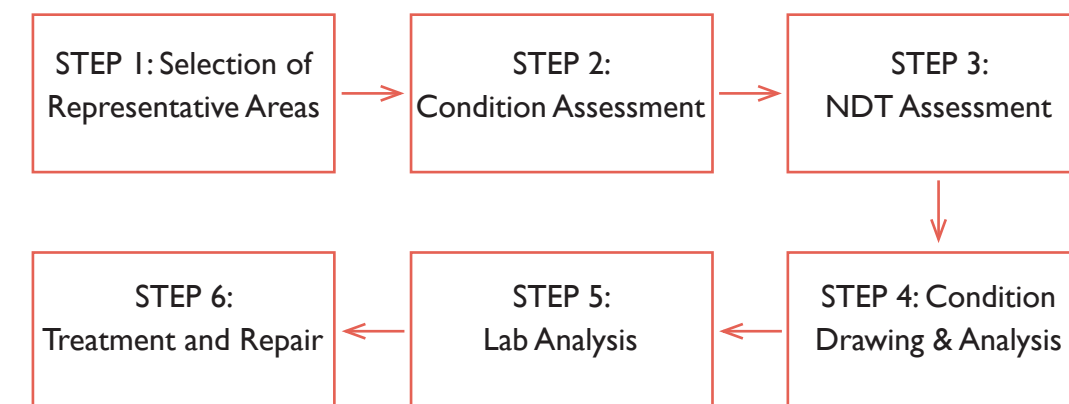 STEP 1: Selection of
Representative Areas
STEP 2:
Condition Assessment
STEP 3:
NDT Assessment
STEP 4: Condition
Drawing & Analysis
STEP 5:
Lab Analysis
STEP 6:
Treatment and Repair